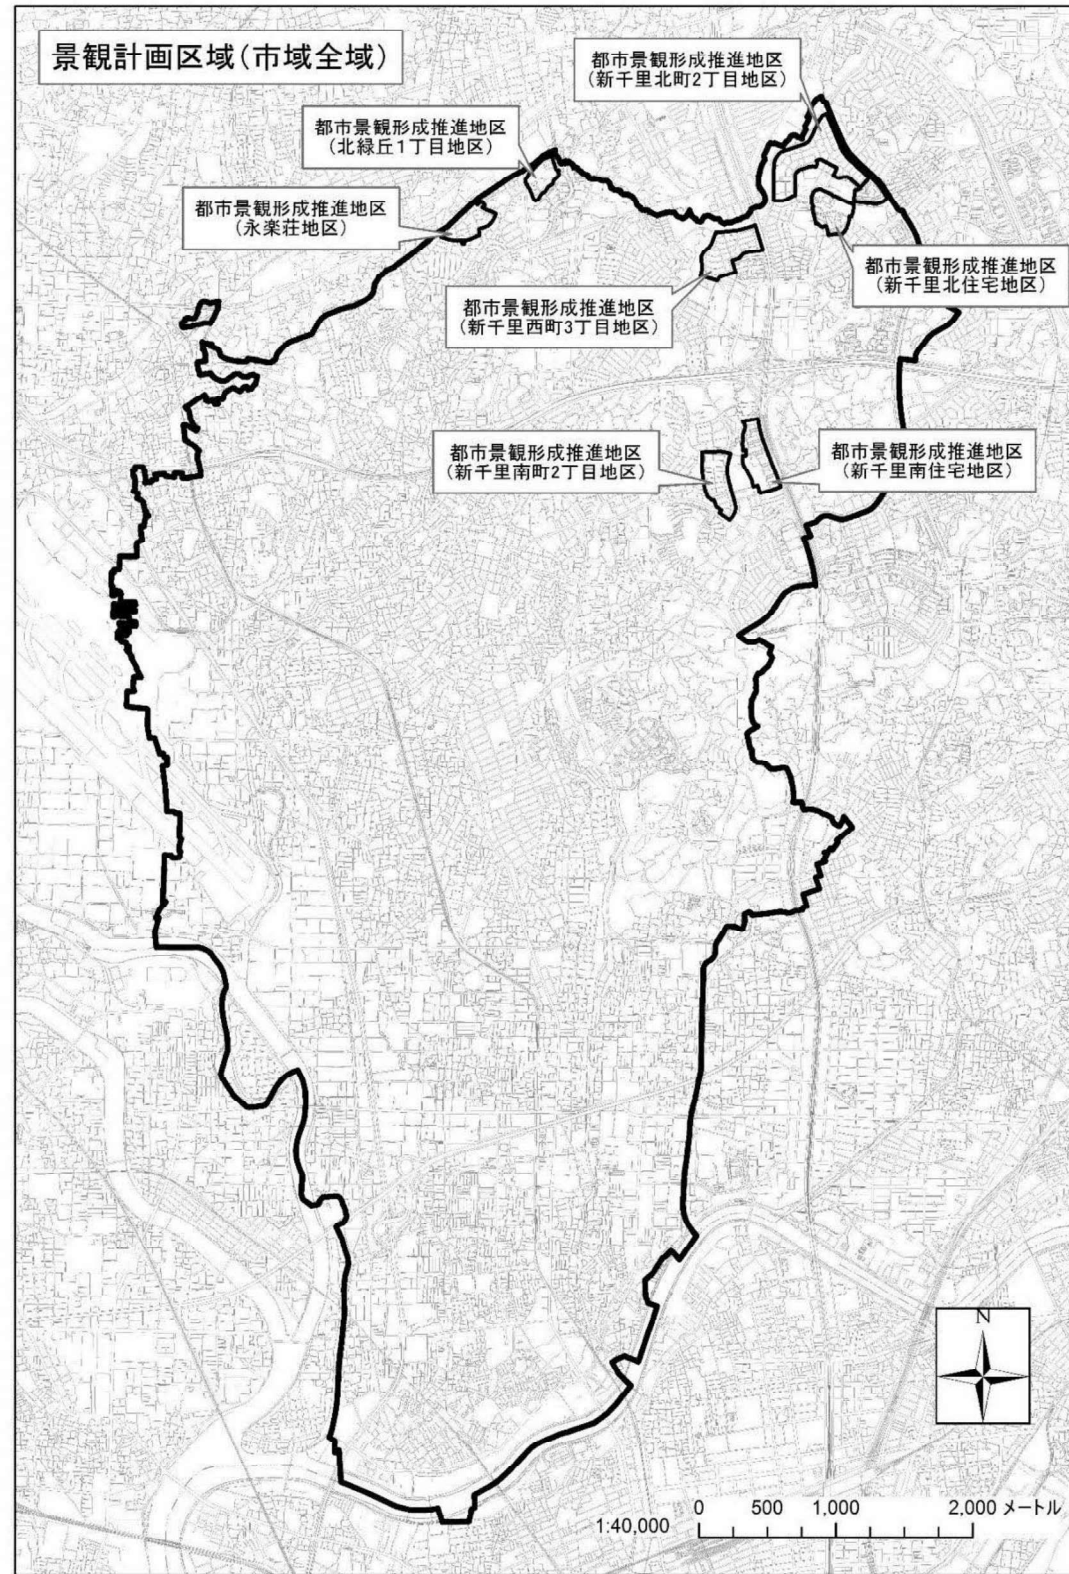 景観計画区域(市域全域)
都市景観形成推進地区
(新千里北町2丁目地区)
都市景観形成推進地区
(北緑丘1丁目地区)
都市景観形成推進地区
(永楽荘地区)
都市景観形成推進地区
(新千里北住宅地区)
都市景観形成推進地区
(新千里西町3丁目地区)
都市景観形成推進地区
(新千里南町2丁目地区)
都市景観形成推進地区
(新千里南住宅地区)
N
0 500 1,000 2,000 メートル
1:40,000